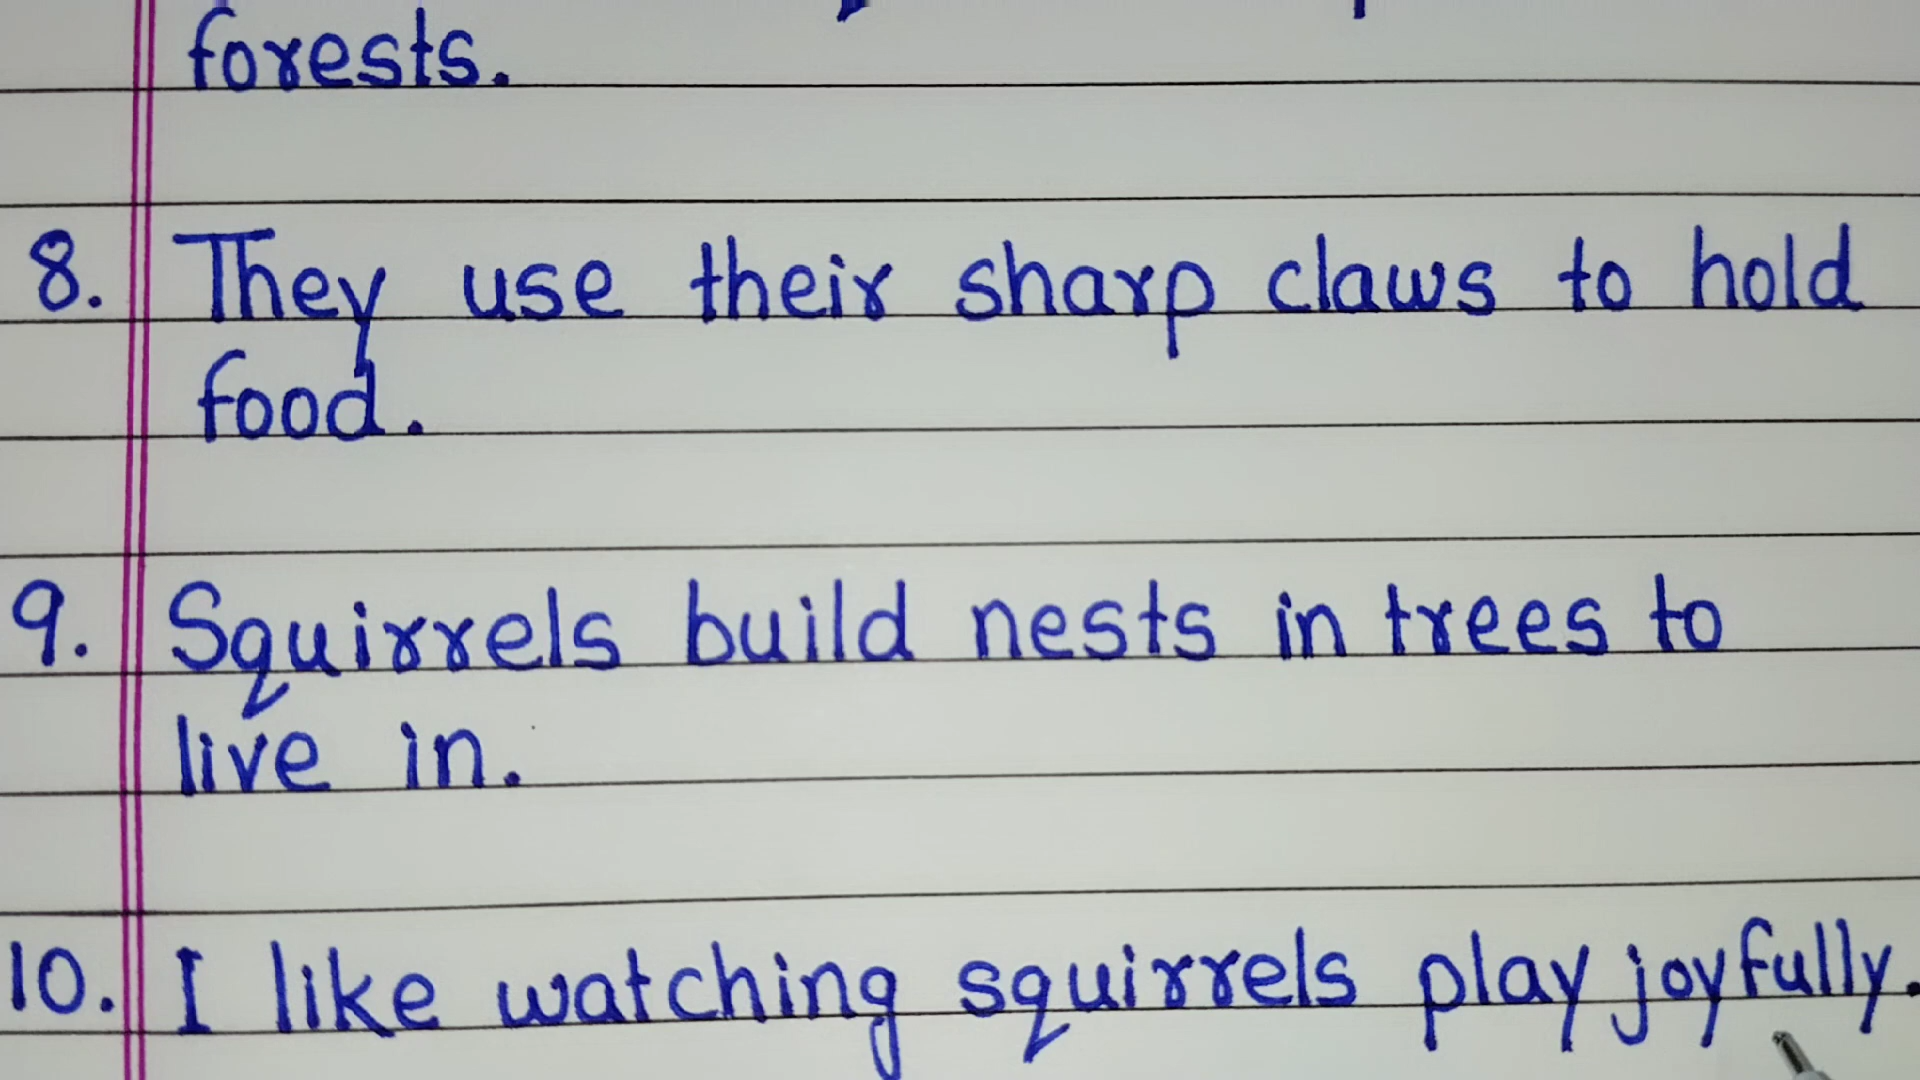 forests.
8. They use their sharp claws to hold
food.
9. Squirrels build nests in trees to
live in.
10. I like watching squirrels play joyfully.